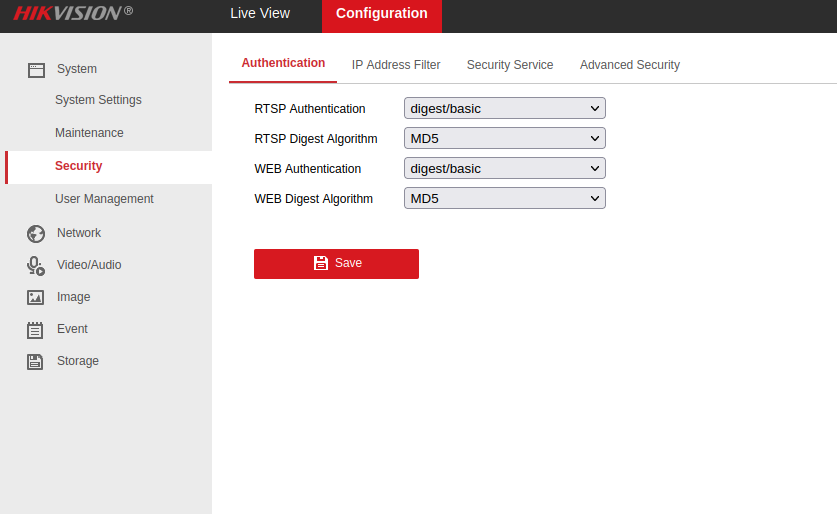 HIKVISION® Live View Configuration
System
System Settings
Maintenance
Security
User Management
Network
Video/Audio
Image
Event
Storage
Authentication IP Address Filter Security Service Advanced Security
RTSP Authentication digest/basic
RTSP Digest Algorithm MD5
WEB Authentication digest/basic
WEB Digest Algorithm MD5
Save